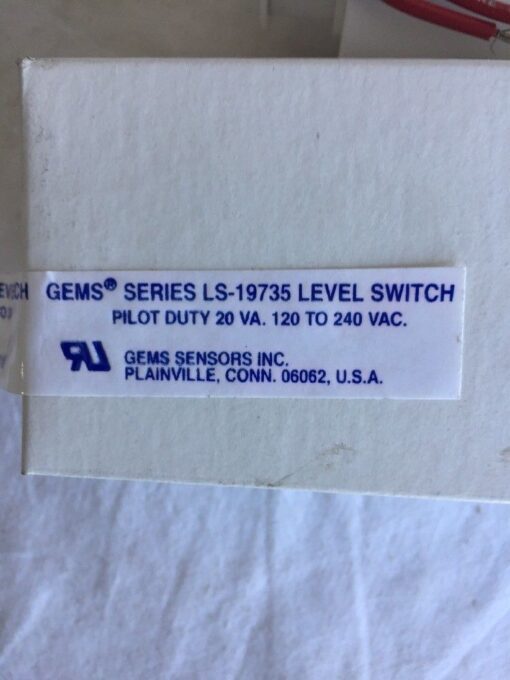 GEMS® SERIES LS-19735 LEVEL SWITCH
PILOT DUTY 20 VA. 120 TO 240 VAC.
GEMS SENSORS INC.
PLAINVILLE, CONN. 06062, U.S.A.